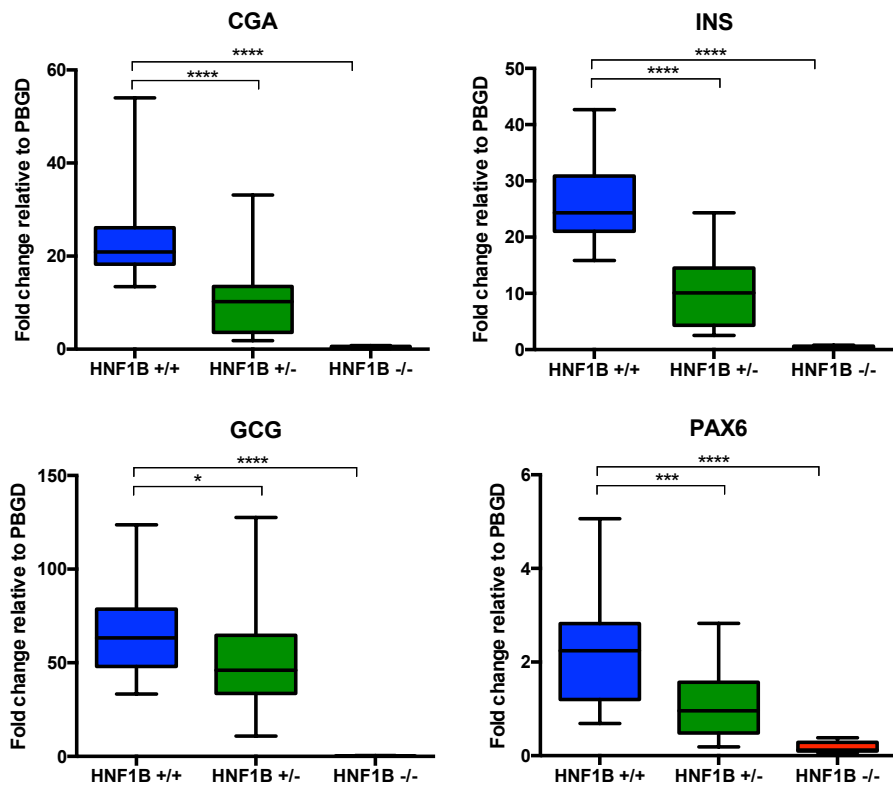 CGA
****
****
Fold change relative to PBGD
60
40
20
0
HNF1B +/+ HNF1B +/- HNF1B -/-
INS
****
****
Fold change relative to PBGD
50
40
30
20
10
0
HNF1B +/+ HNF1B +/- HNF1B -/-
GCG
****
*
Fold change relative to PBGD
150
100
50
0
HNF1B +/+ HNF1B +/- HNF1B -/-
PAX6
****
***
Fold change relative to PBGD
6
4
2
0
HNF1B +/+ HNF1B +/- HNF1B -/-